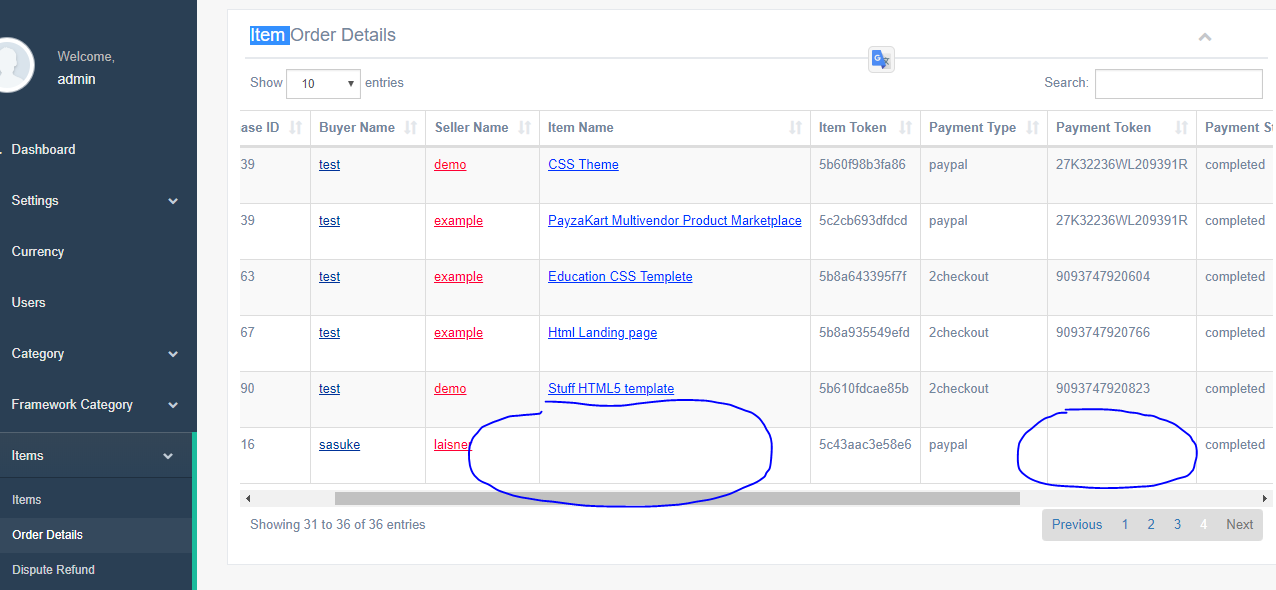 Item Order Details
Welcome,
admin
Show 10 entries Search:
ase ID Buyer Name Seller Name Item Name Item Token Payment Type Payment Token Payment S
Dashboard
39 test demo CSS Theme 5b60f98b3fa86 paypal 27K32236WL209391R completed
Settings
39 test example PayzaKart Multivendor Product Marketplace 5c2cb693dfdcd paypal 27K32236WL209391R completed
Currency
63 test example Education CSS Templete 5b8a643395f7f 2checkout 9093747920604 completed
Users
67 test example Html Landing page 5b8a935549efd 2checkout 9093747920766 completed
Category
90 test demo Stuff HTML5 template 5b610fdcae85b 2checkout 9093747920823 completed
Framework Category
16 sasuke laisner 5c43aac3e58e6 paypal completed
Items
Items
Showing 31 to 36 of 36 entries Previous 1 2 3 4 Next
Order Details
Dispute Refund